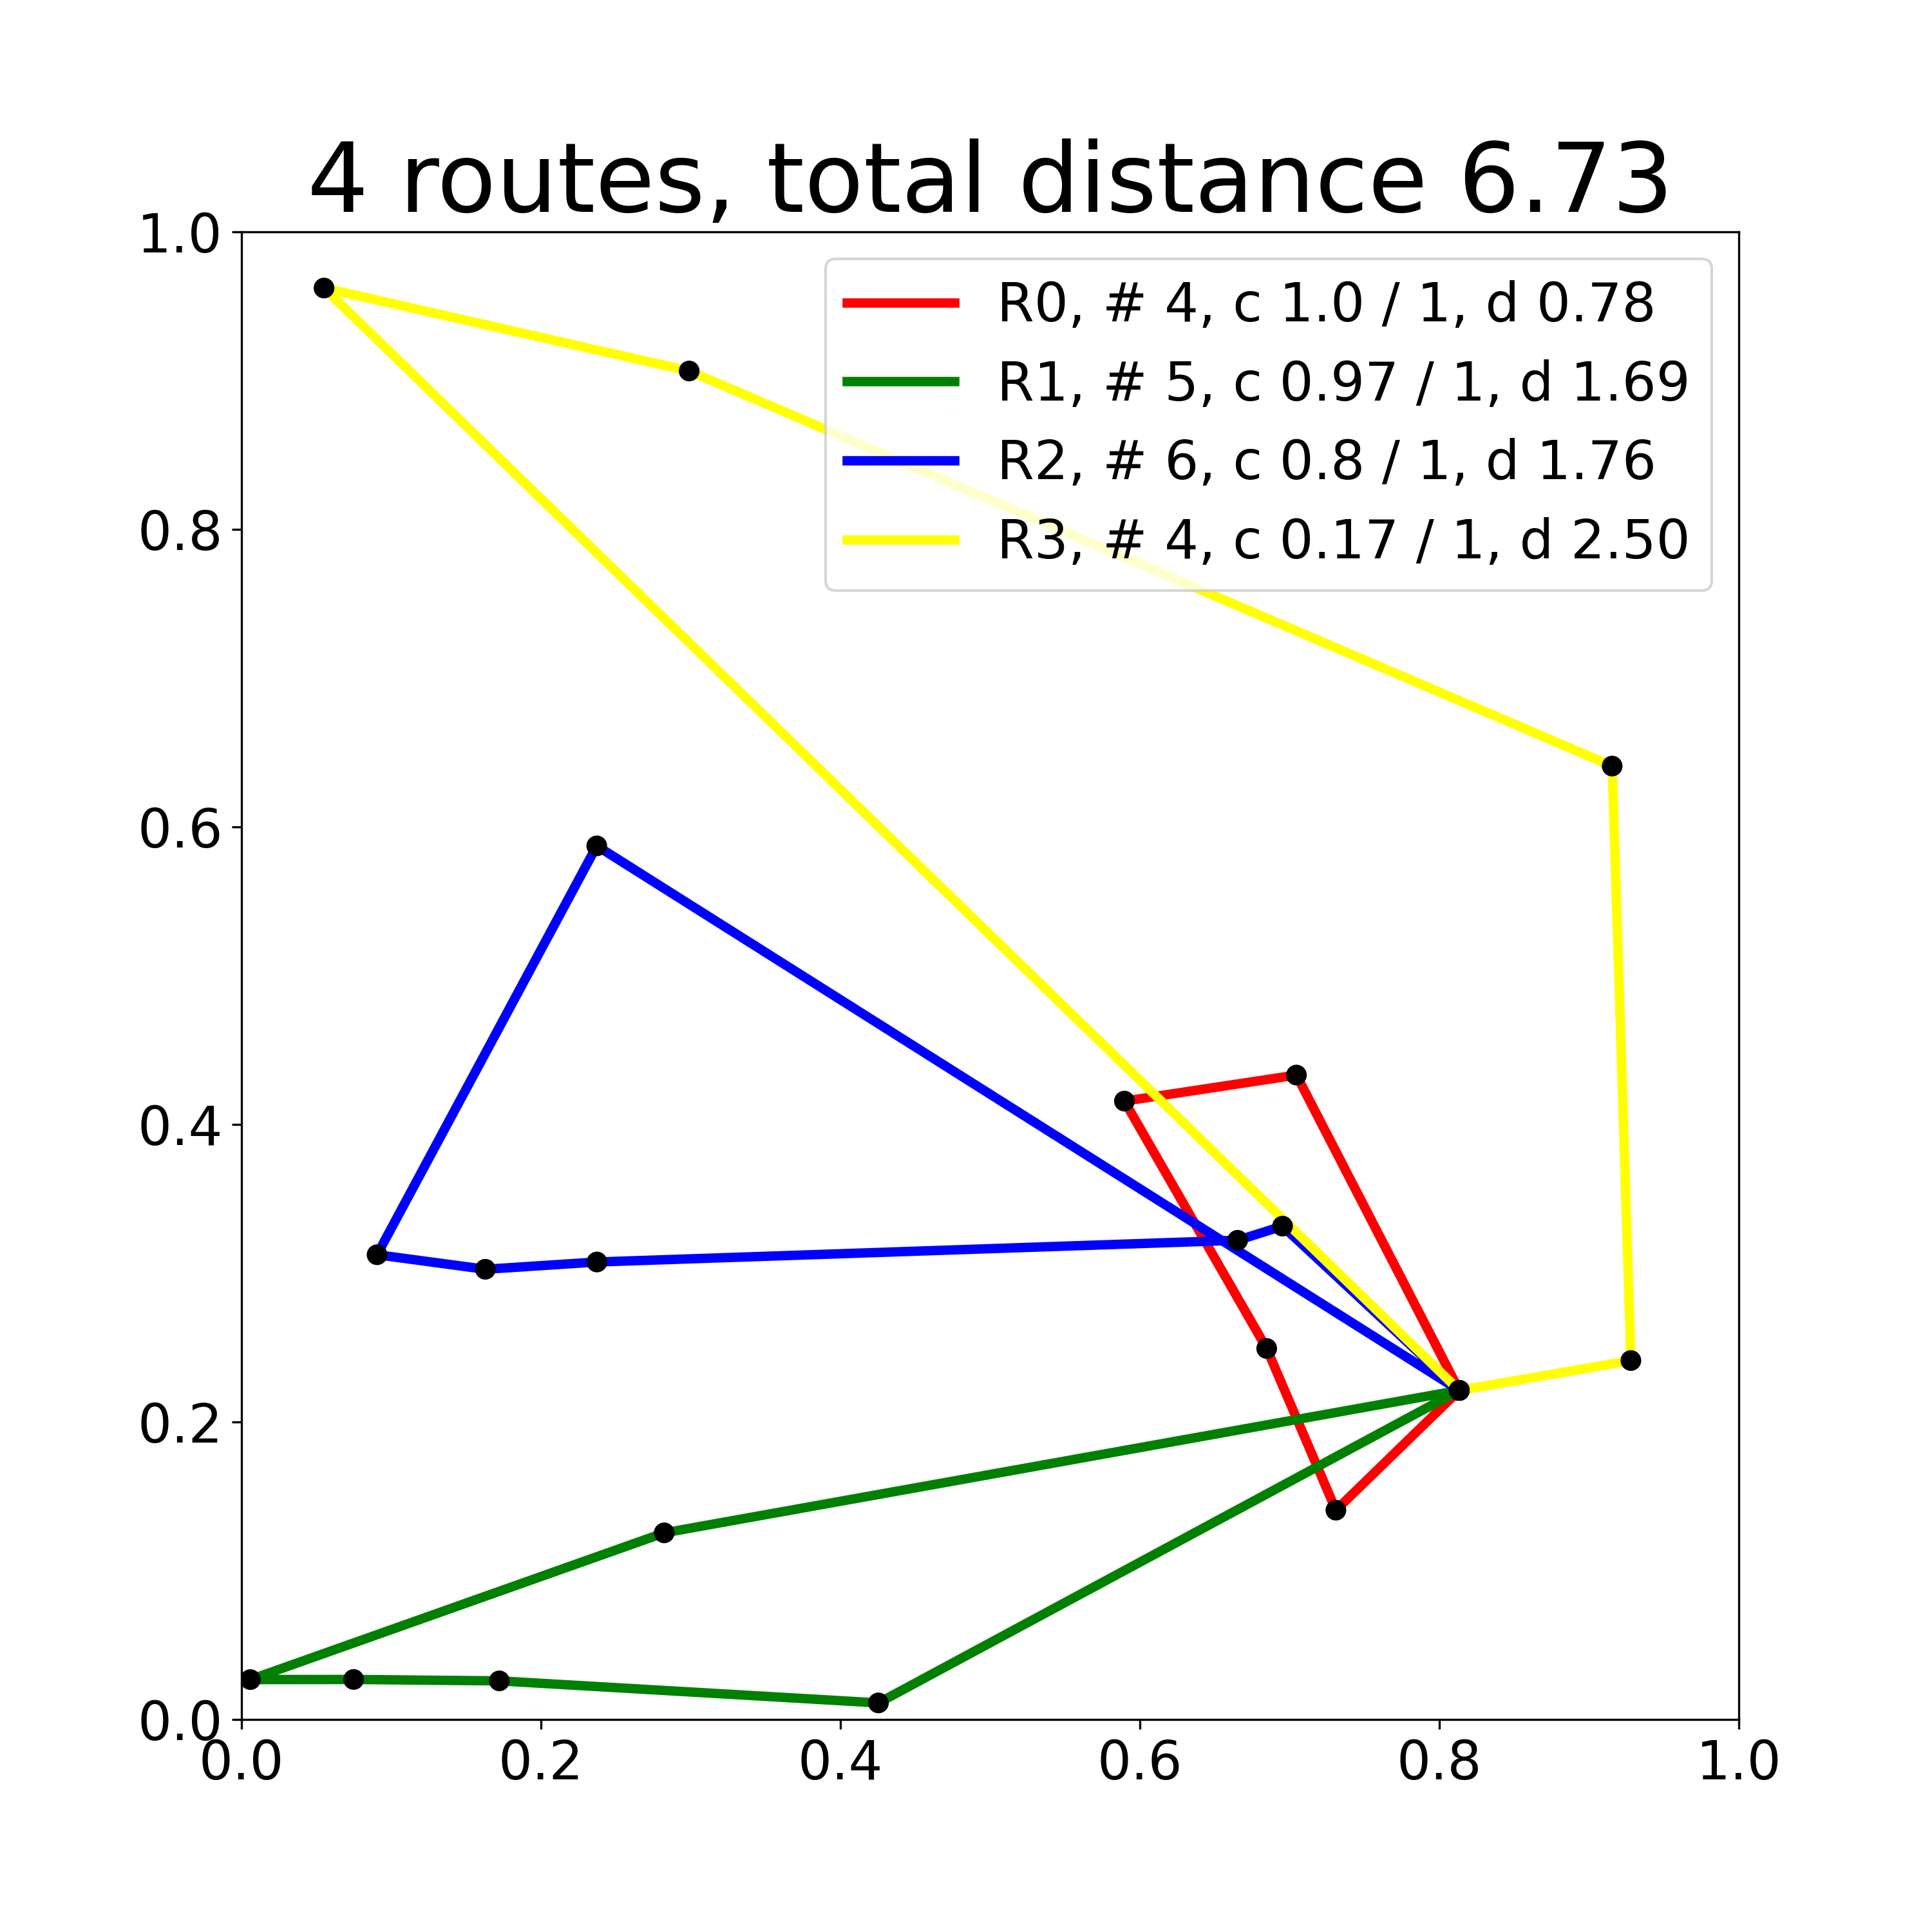 4 routes, total distance 6.73
R0, # 4, c 1.0 / 1, d 0.78
R1, # 5, c 0.97 / 1, d 1.69
R2, # 6, c 0.8 / 1, d 1.76
R3, # 4, c 0.17 / 1, d 2.50
1.0
0.8
0.6
0.4
0.2
0.0
0.0 0.2 0.4 0.6 0.8 1.0